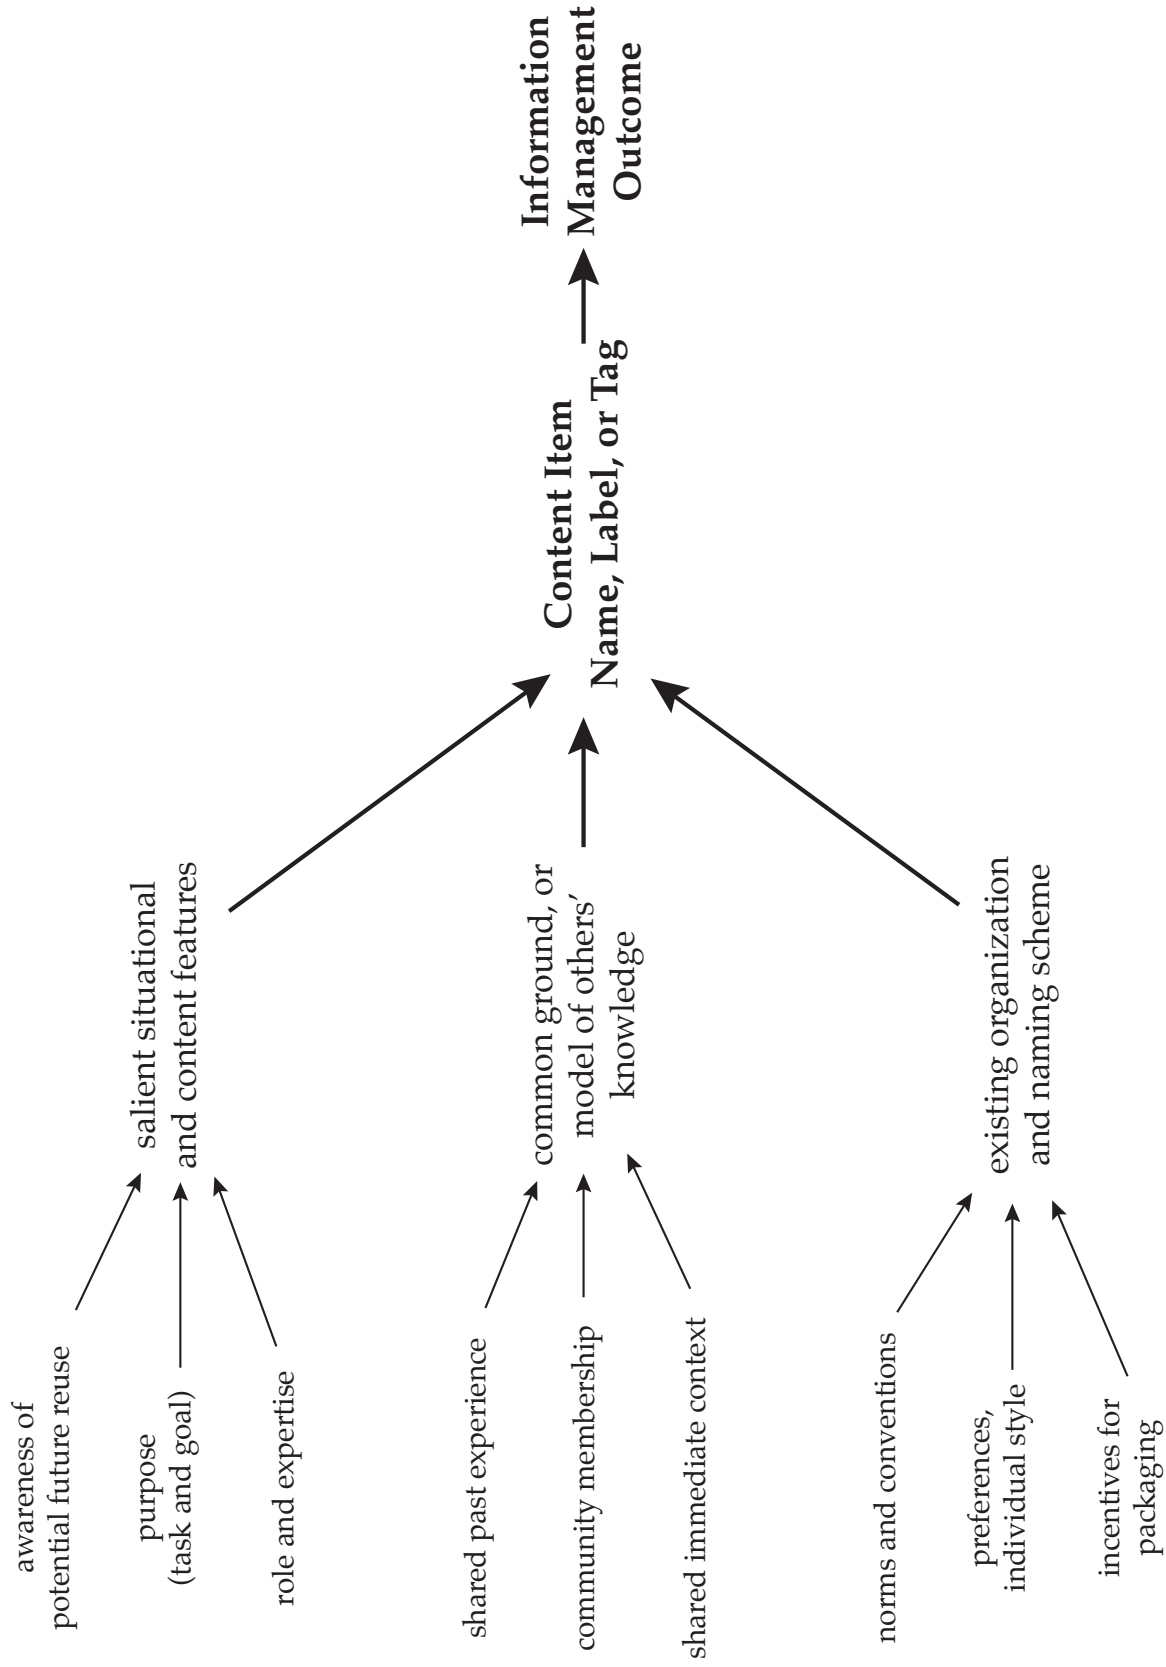 awareness of
potential future reuse
purpose
(task and goal)
role and expertise
salient situational
and content features
shared past experience
community membership
shared immediate context
common ground, or
model of others’
knowledge
norms and conventions
preferences,
individual style
incentives for
packaging
existing organization
and naming scheme
Content Item
Name, Label, or Tag
Information
Management
Outcome